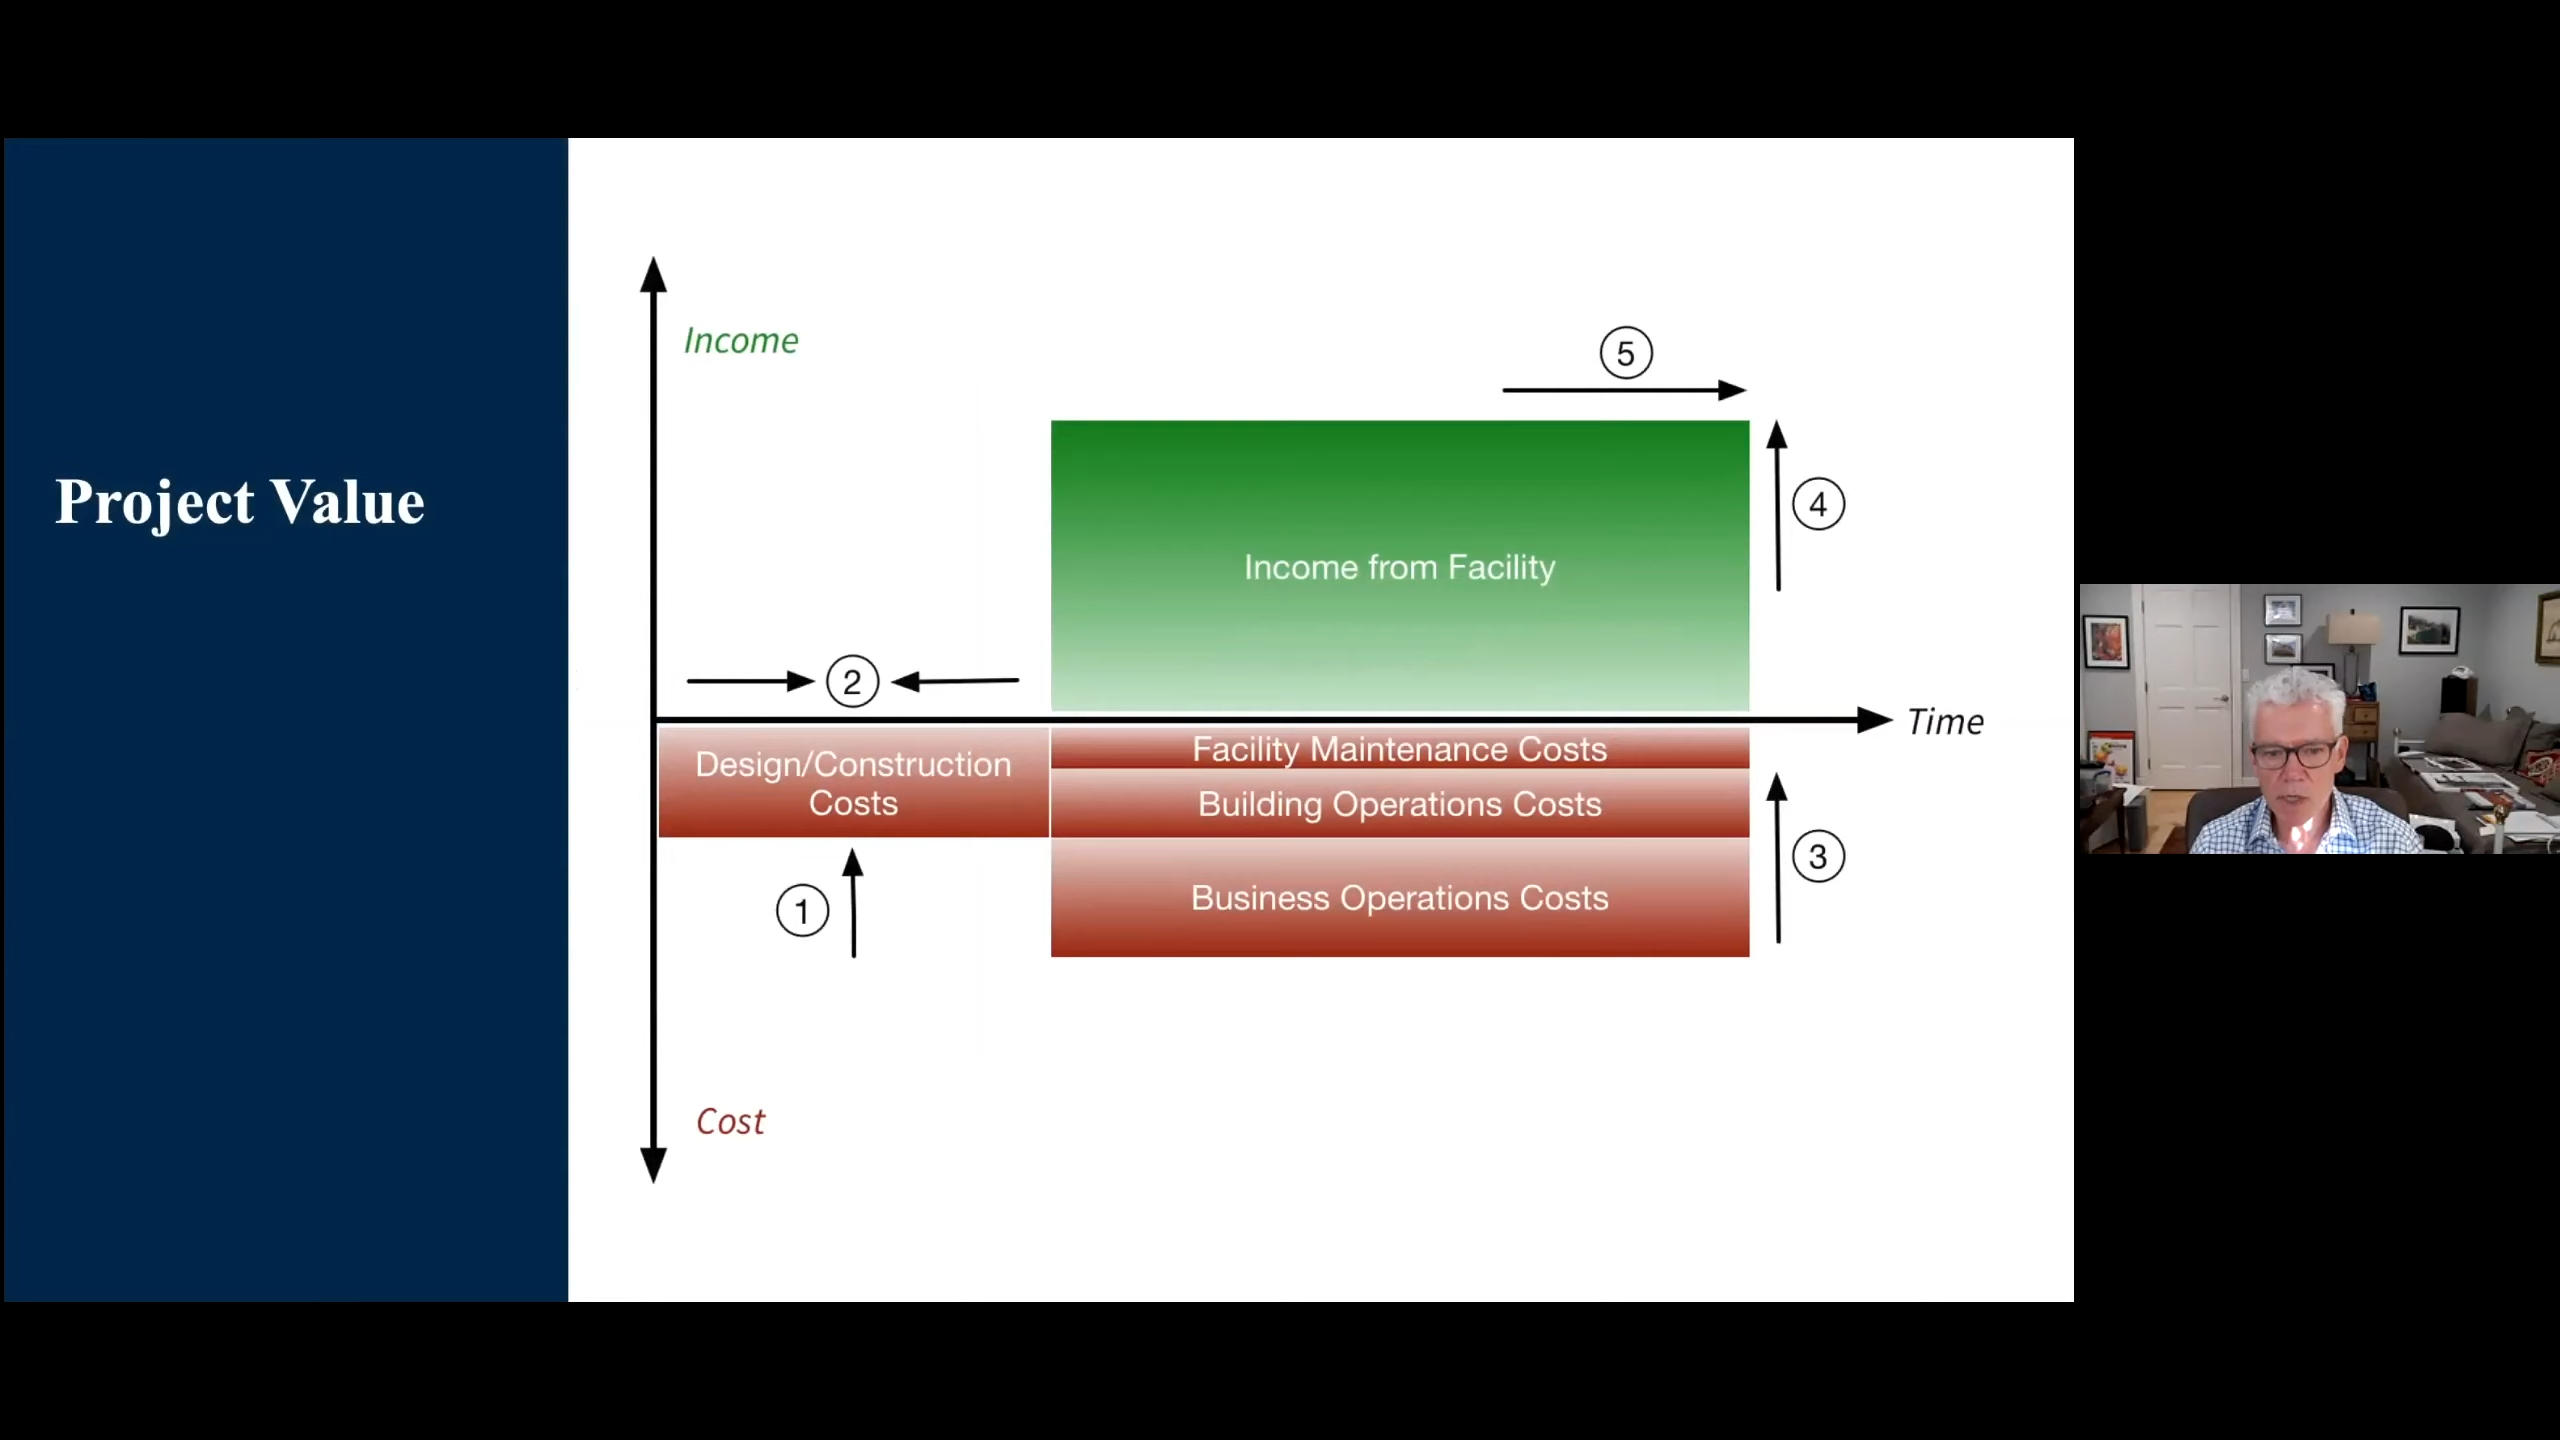 Project Value
Income
5
4
Income from Facility
2
Time
Design/Construction
Costs
Facility Maintenance Costs
Building Operations Costs
Business Operations Costs
3
1
Cost